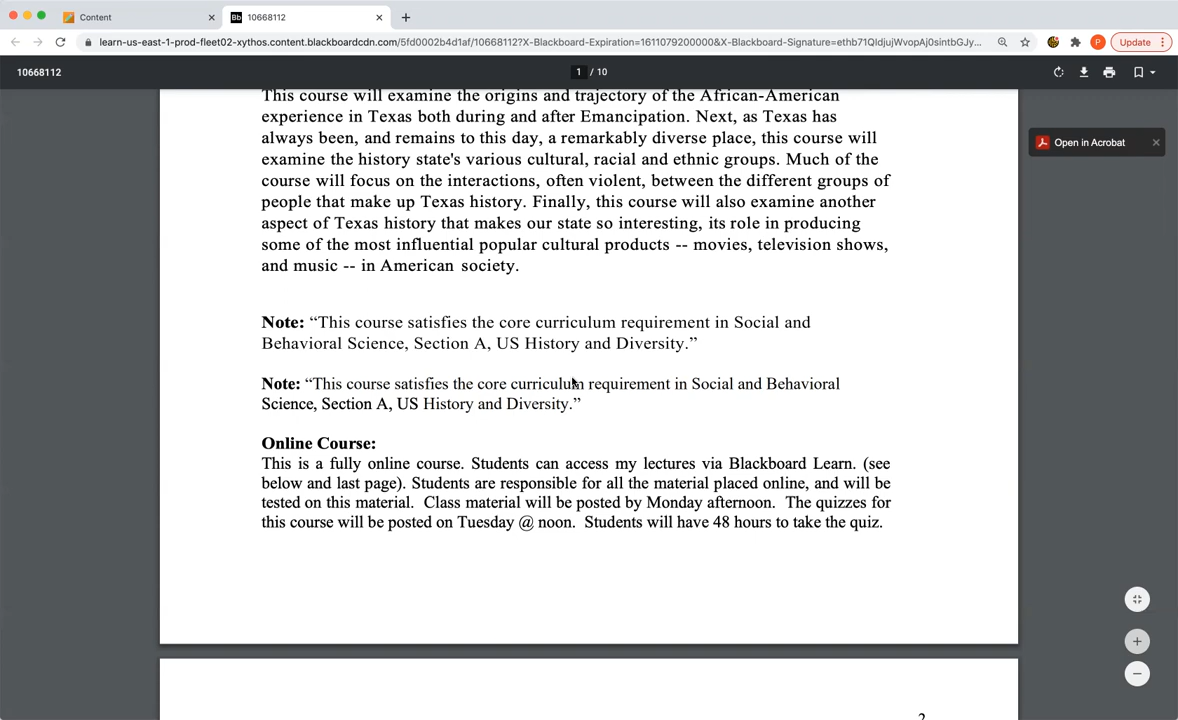 Content
10668112
learn-us-east-1-prod-fleet02-xythos.content.blackboardcdn.com/5fd0002b4d1af/10668112?X-Blackboard-Expiration=1611079200000&X-Blackboard-Signature=ethb71QldjujWvopAj0sintbGJy...
P
Update
10668112
1 / 10
Open in Acrobat
This course will examine the origins and trajectory of the African-American
experience in Texas both during and after Emancipation. Next, as Texas has
always been, and remains to this day, a remarkably diverse place, this course will
examine the history state's various cultural, racial and ethnic groups. Much of the
course will focus on the interactions, often violent, between the different groups of
people that make up Texas history. Finally, this course will also examine another
aspect of Texas history that makes our state so interesting, its role in producing
some of the most influential popular cultural products -- movies, television shows,
and music -- in American society.
Note: “This course satisfies the core curriculum requirement in Social and
Behavioral Science, Section A, US History and Diversity.”
Note: “This course satisfies the core curriculum requirement in Social and Behavioral
Science, Section A, US History and Diversity.”
Online Course:
This is a fully online course. Students can access my lectures via Blackboard Learn. (see
below and last page). Students are responsible for all the material placed online, and will be
tested on this material. Class material will be posted by Monday afternoon. The quizzes for
this course will be posted on Tuesday @ noon. Students will have 48 hours to take the quiz.
2